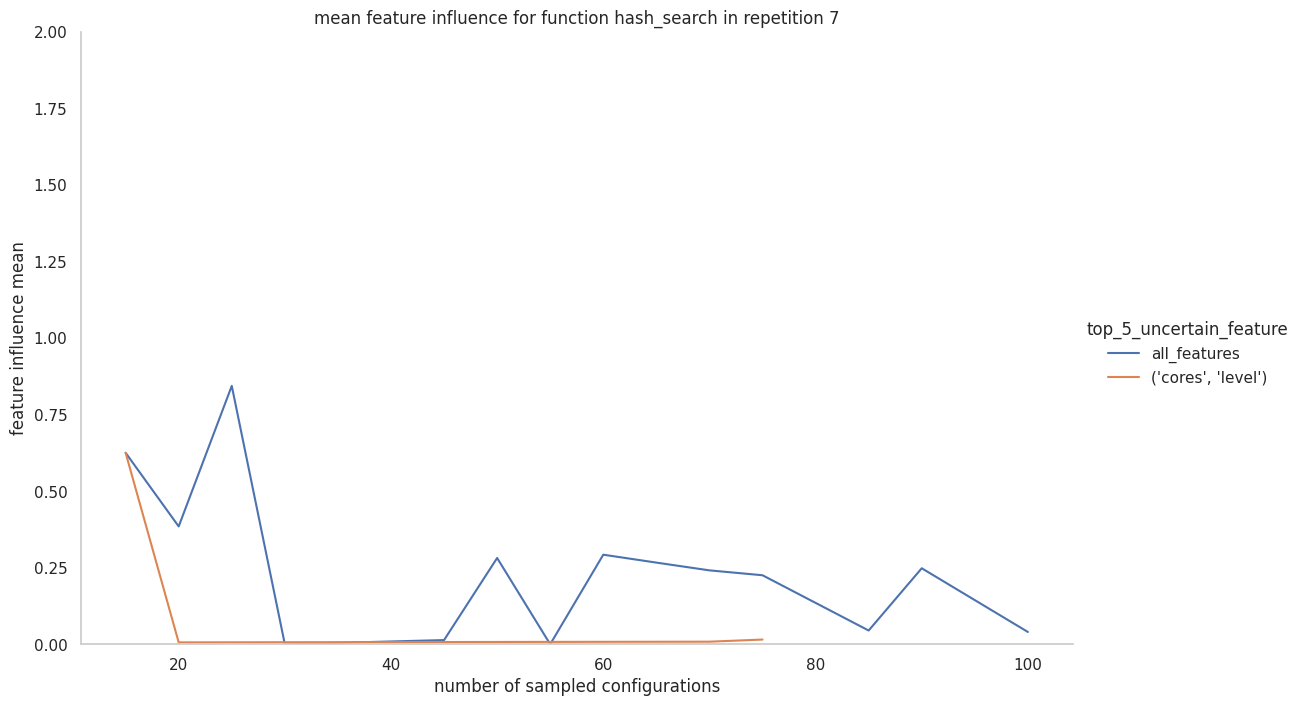 mean feature influence for function hash_search in repetition 7
2.00
1.75
1.50
1.25
1.00
0.75
0.50
0.25
0.00
feature influence mean
20
40
60
80
100
number of sampled configurations
top_5_uncertain_feature
all_features
('cores', 'level')